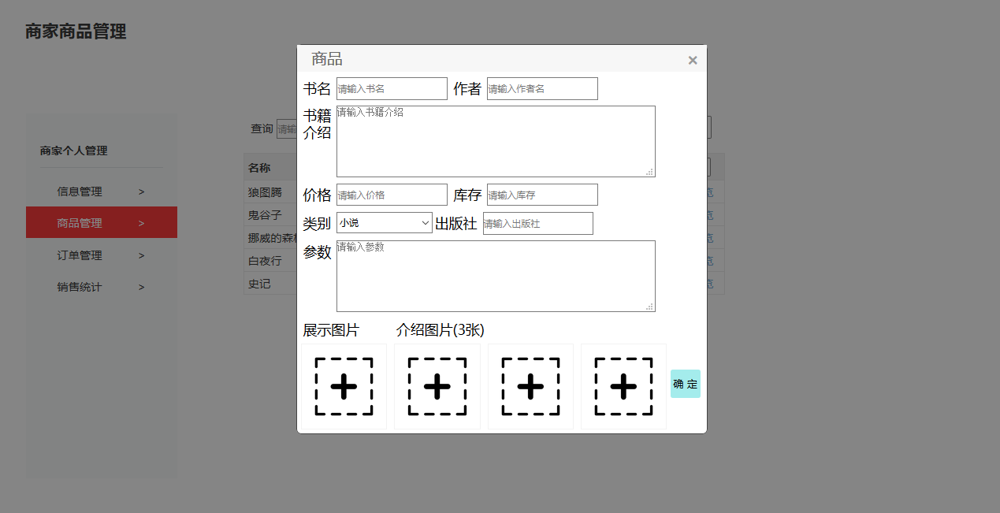 商家商品管理
商品 ×
书名 请输入书名 作者 请输入作者名
书籍 请输入书籍介绍
介绍
价格 请输入价格 库存 请输入库存
类别 小说 出版社 请输入出版社
参数 请输入参数
展示图片 介绍图片(3张)
确 定
商家个人管理
信息管理 >
商品管理 >
订单管理 >
销售统计 >
查询 请输
名称
狼图腾
鬼谷子
挪威的森林
白夜行
史记